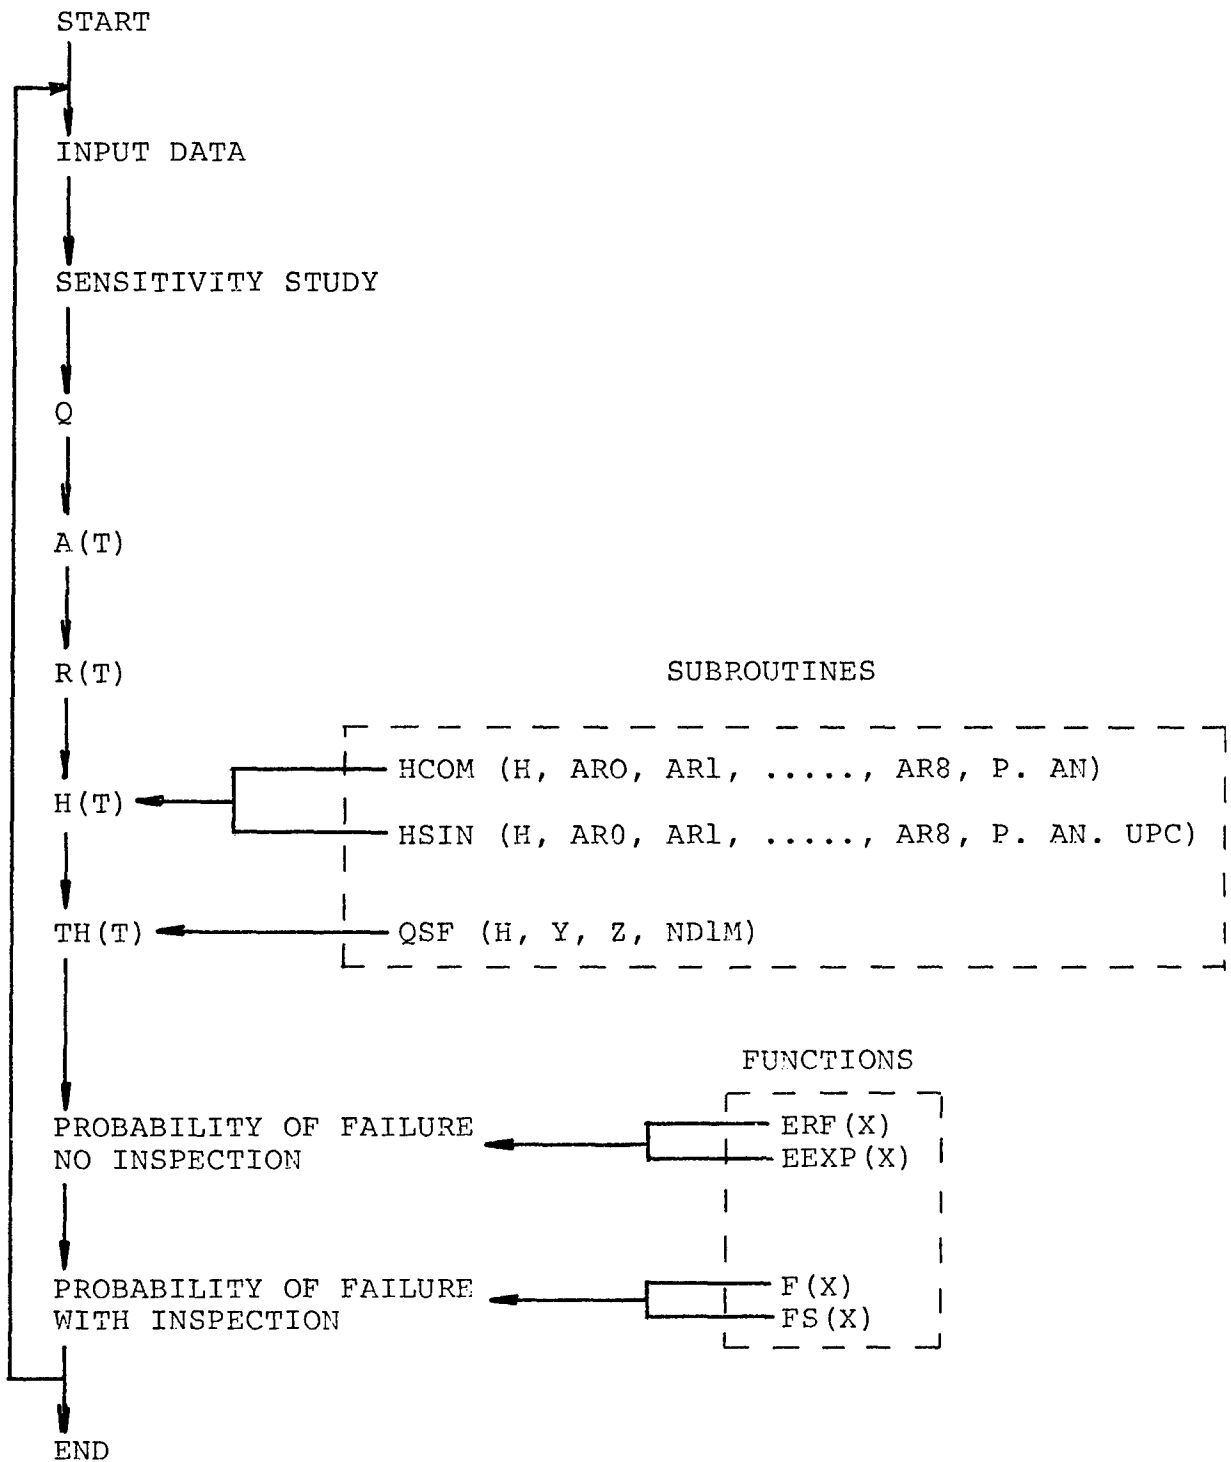 START
INPUT DATA
SENSITIVITY STUDY
Q
A(T)
R(T)
SUBROUTINES
HCOM (H, ARO, AR1, ....., AR8, P. AN)
H(T)
HSIN (H, AR0, AR1, ....., AR8, P. AN. UPC)
TH(T)
QSF (H, Y, Z, ND1M)
FUNCTIONS
PROBABILITY OF FAILURE
NO INSPECTION
ERF(X)
EEXP(X)
PROBABILITY OF FAILURE
WITH INSPECTION
F(X)
FS(X)
END